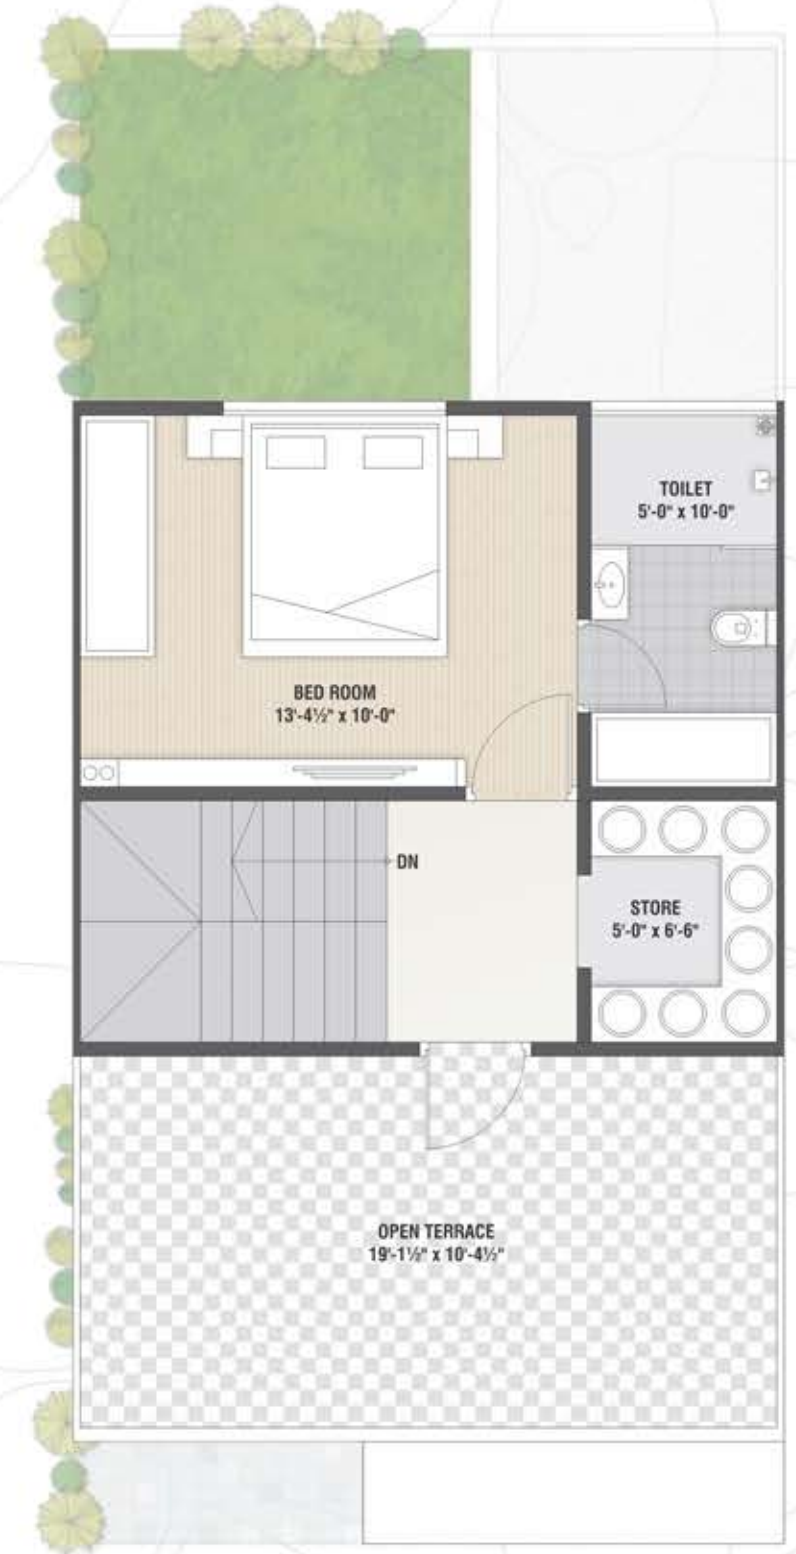 TOILET
5'-0" x 10'-0"
BED ROOM
13'-4½" x 10'-0"
DN
STORE
5'-0" x 6'-6"
OPEN TERRACE
19'-1½" x 10'-4½"